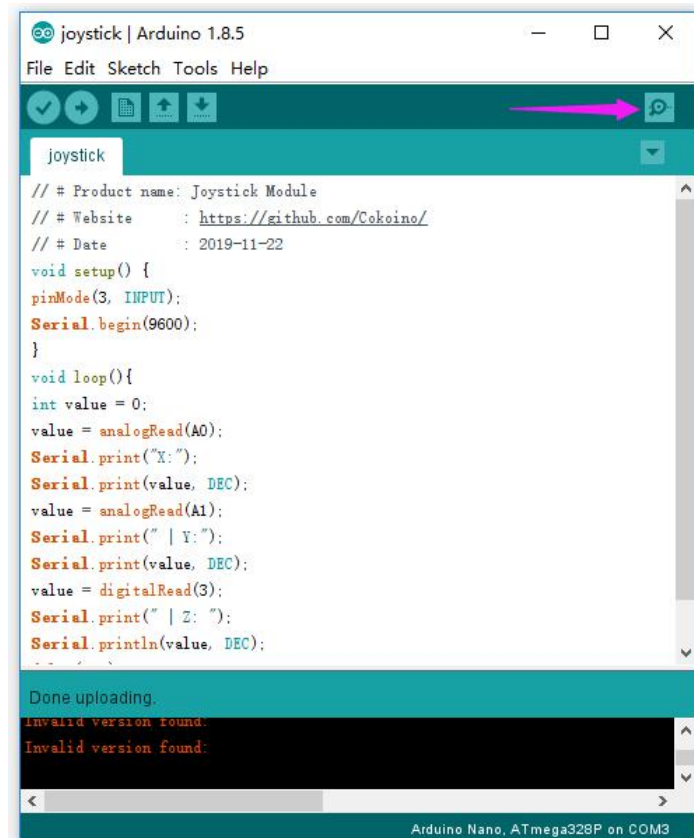 joystick | Arduino 1.8.5
File Edit Sketch Tools Help
joystick
// # Product name: Joystick Module
// # Website : https://github.com/Cokoino/
// # Date : 2019-11-22
void setup() {
pinMode(3, INPUT);
Serial.begin(9600);
}
void loop(){
int value = 0;
value = analogRead(A0);
Serial.print("X:");
Serial.print(value, DEC);
value = analogRead(A1);
Serial.print(" | Y:");
Serial.print(value, DEC);
value = digitalRead(3);
Serial.print(" | Z: ");
Serial.println(value, DEC);
Done uploading.
Invalid version found:
Invalid version found:
Arduino Nano, ATmega328P on COM3